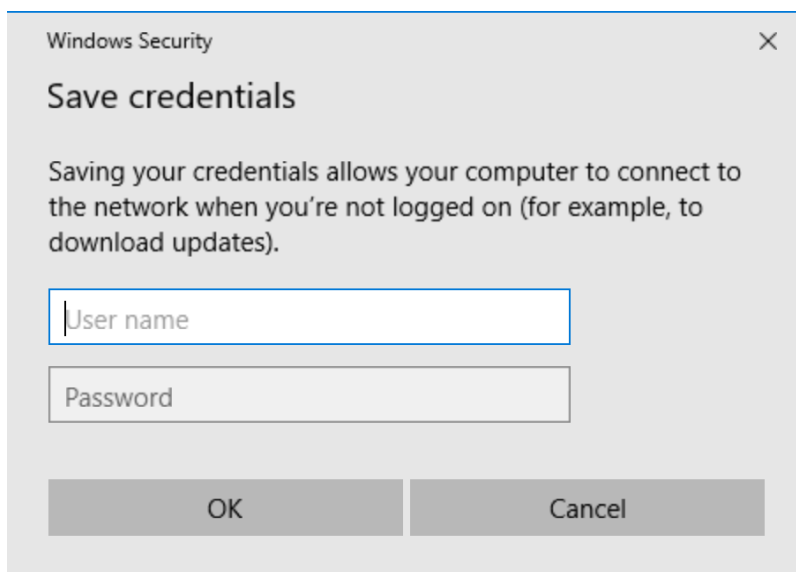 Windows Security
Save credentials
Saving your credentials allows your computer to connect to
the network when you’re not logged on (for example, to
download updates).
User name
Password
OK
Cancel